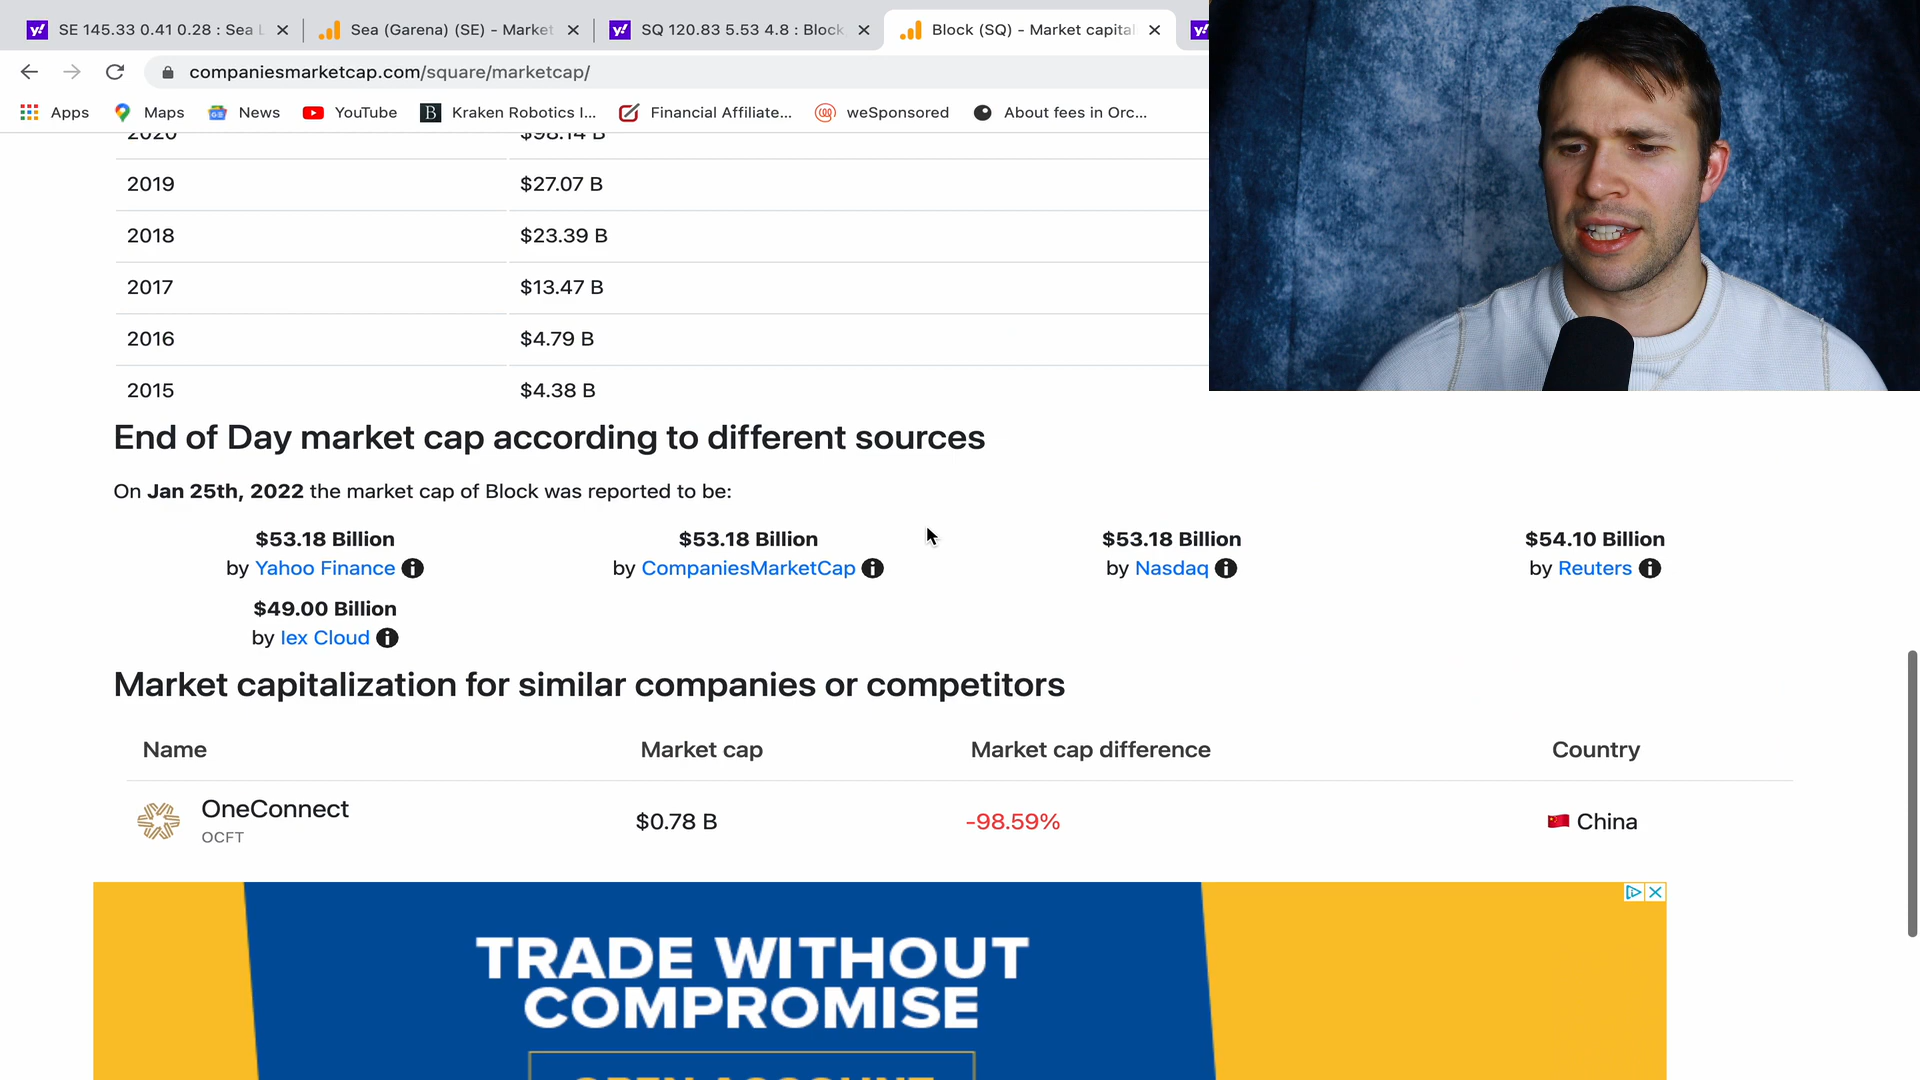 SE 145.33 0.41 0.28 : Sea
Sea (Garena) (SE) - Market
SQ 120.83 5.53 4.8 : Block
Block (SQ) - Market capital
companiesmarketcap.com/square/marketcap/
Apps
Maps
News
YouTube
Kraken Robotics I...
Financial Affiliate...
weSponsored
About fees in Orc...
2020 $98.14 B
2019 $27.07 B
2018 $23.39 B
2017 $13.47 B
2016 $4.79 B
2015 $4.38 B
End of Day market cap according to different sources
On Jan 25th, 2022 the market cap of Block was reported to be:
$53.18 Billion
by Yahoo Finance
$53.18 Billion
by CompaniesMarketCap
$53.18 Billion
by Nasdaq
$54.10 Billion
by Reuters
$49.00 Billion
by Iex Cloud
Market capitalization for similar companies or competitors
Name Market cap Market cap difference Country
OneConnect
OCFT
$0.78 B -98.59% China
TRADE WITHOUT
COMPROMISE
OPEN ACCOUNT